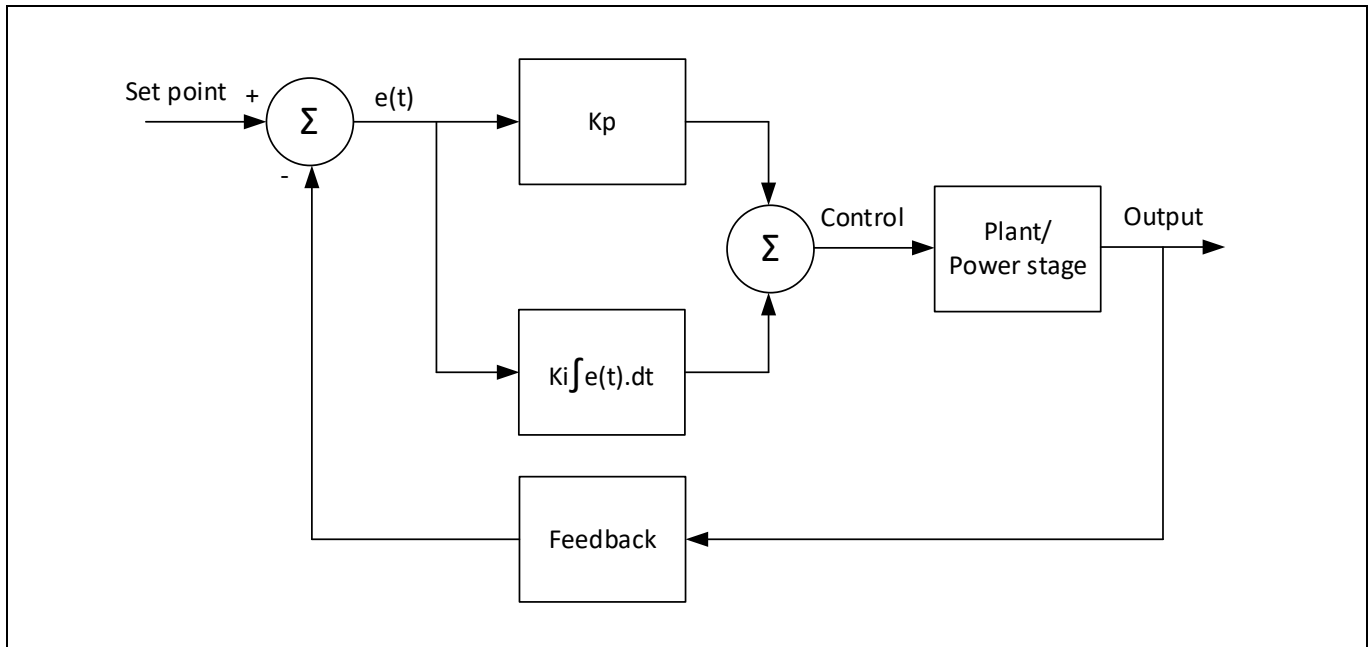 Set point
+
-
Σ
e(t)
Kp
Ki∫e(t).dt
Σ
Control
Plant/
Power stage
Output
Feedback